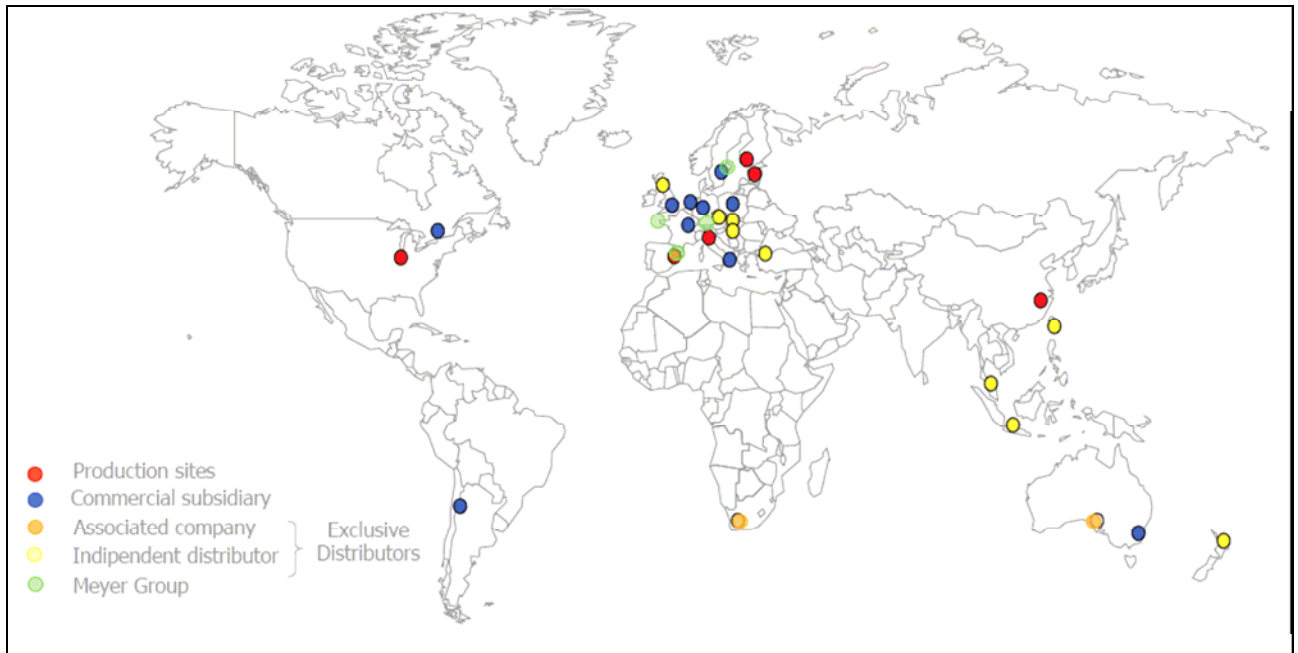 Production sites
Commercial subsidiary
Associated company
Indipendent distributor
Exclusive
Distributors
Meyer Group